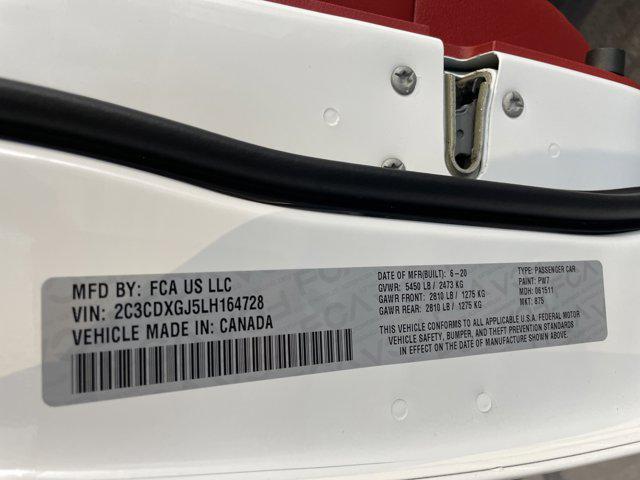 MFD BY: FCA US LLC
VIN: 2C3CDXGJ5LH164728
VEHICLE MADE IN: CANADA
DATE OF MFR(BUILT): 6-20
GVWR: 5450 LB / 2473 KG
GAWR FRONT: 2810 LB / 1275 KG
GAWR REAR: 2810 LB / 1275 KG
TYPE: PASSENGER CAR
PAINT: PW7
MDH: 061511
MKT: 875
THIS VEHICLE CONFORMS TO ALL APPLICABLE U.S.A. FEDERAL MOTOR
VEHICLE SAFETY, BUMPER, AND THEFT PREVENTION STANDARDS
IN EFFECT ON THE DATE OF MANUFACTURE SHOWN ABOVE.